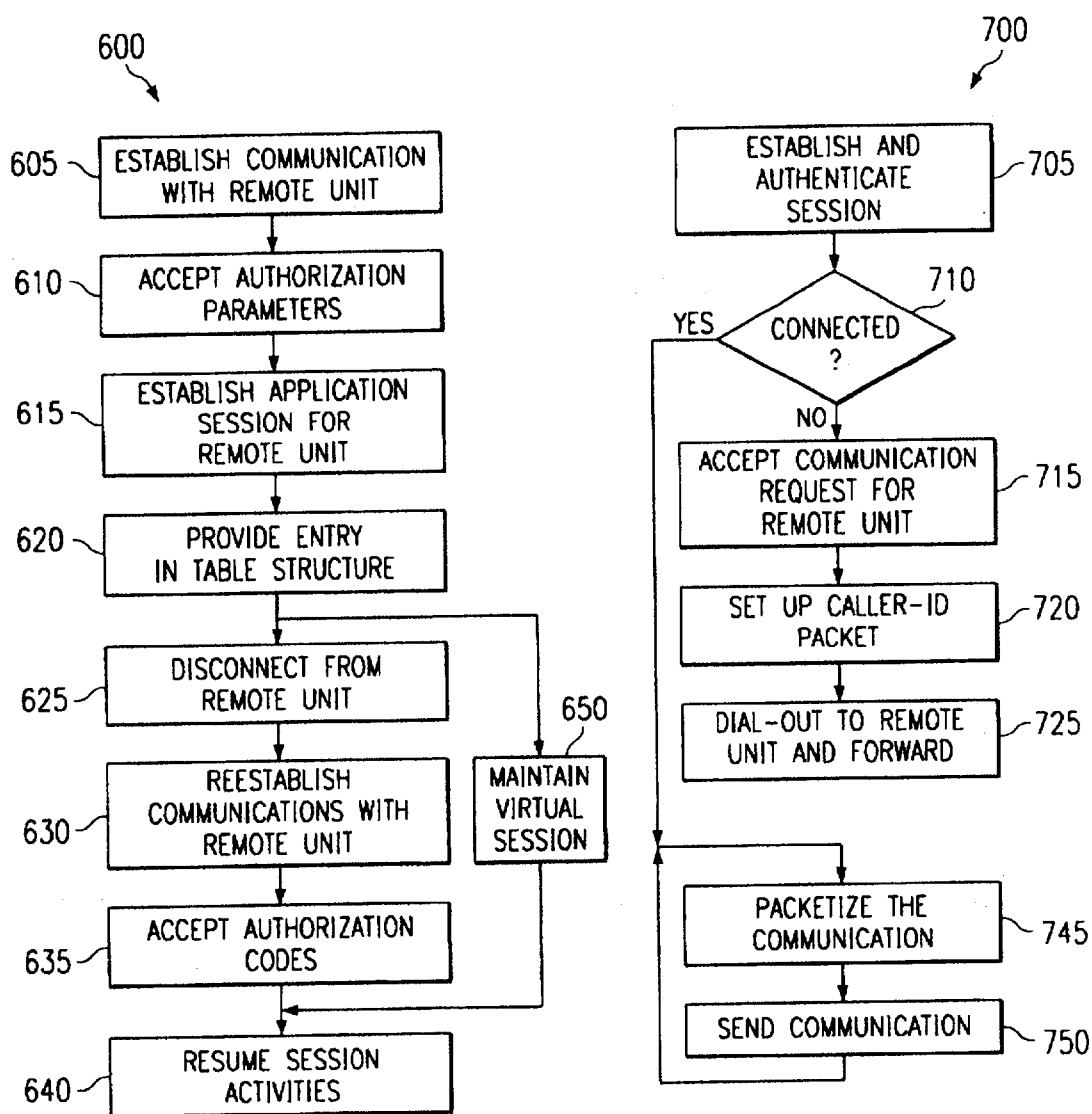 600
605
ESTABLISH COMMUNICATION
WITH REMOTE UNIT
610
ACCEPT AUTHORIZATION
PARAMETERS
615
ESTABLISH APPLICATION
SESSION FOR
REMOTE UNIT
620
PROVIDE ENTRY
IN TABLE STRUCTURE
625
DISCONNECT FROM
REMOTE UNIT
630
REESTABLISH
COMMUNICATIONS WITH
REMOTE UNIT
650
MAINTAIN
VIRTUAL
SESSION
635
ACCEPT AUTHORIZATION
CODES
640
RESUME SESSION
ACTIVITIES
700
ESTABLISH AND
AUTHENTICATE
SESSION
705
710
YES
CONNECTED
?
NO
ACCEPT COMMUNICATION
REQUEST FOR
REMOTE UNIT
715
SET UP CALLER-ID
PACKET
720
DIAL-OUT TO REMOTE
UNIT AND FORWARD
725
PACKETIZE THE
COMMUNICATION
745
SEND COMMUNICATION
750